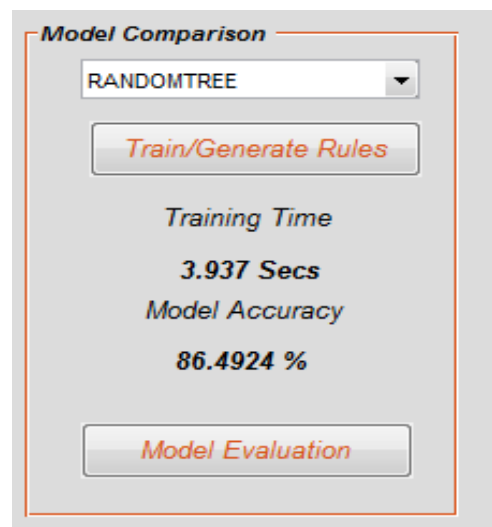 Model Comparison
RANDOMTREE
Train/Generate Rules
Training Time
3.937 Secs
Model Accuracy
86.4924 %
Model Evaluation